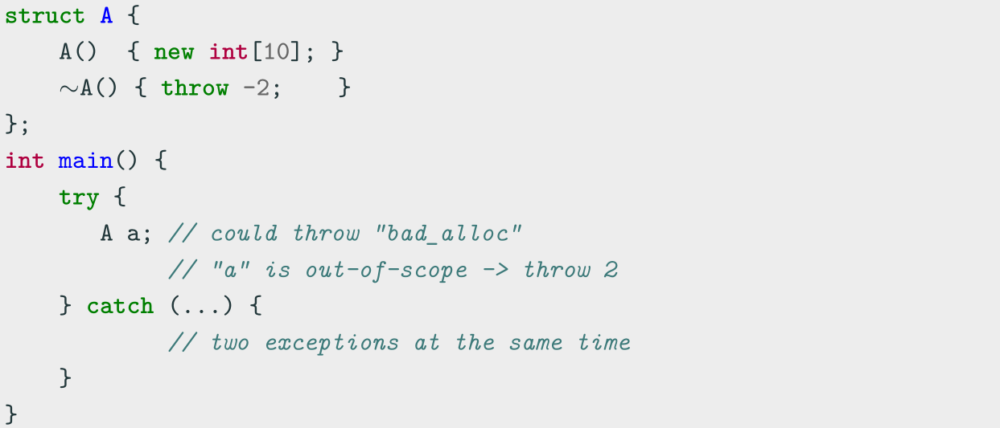 struct A {
    A()  { new int[10]; }
    ~A() { throw -2;    }
};
int main() {
    try {
       A a; // could throw "bad_alloc"
            // "a" is out-of-scope -> throw 2
    } catch (...) {
            // two exceptions at the same time
    }
}